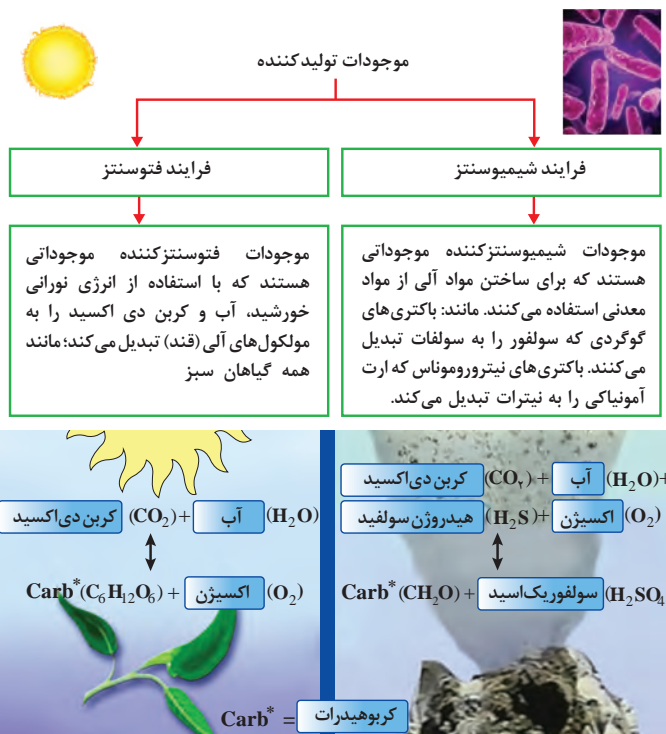 موجودات تولیدکننده
فرایند شیمیوسنتز
فرایند فتوسنتز
موجودات شیمیوسنتزکننده موجوداتی
هستند که برای ساختن مواد آلی از مواد
معدنی استفاده می‌کنند. مانند: باکتری‌های
گوگردی که سولفور را به سولفات تبدیل
می‌کنند. باکتری‌های نیتروروموناس که ارت
آمونیاکی را به نیترات تبدیل می‌کند.
موجودات فتوسنتزکننده موجوداتی
هستند که با استفاده از انرژی نورانی
خورشید، آب و کربن دی اکسید را به
مولکول‌های آلی (قند) تبدیل می‌کند؛ مانند
همه گیاهان سبز
کربن دی‌اکسید (CO۲) + آب (H2O)+
هیدروژن سولفید (H2S)+ اکسیژن (O2)
Carb*(CH2O) + سولفوریک‌اسید (H2SO4
کربن دی‌اکسید (CO2)+ آب (H2O)
Carb*(C6H12O6) + اکسیژن (O2)
Carb* = کربوهیدرات